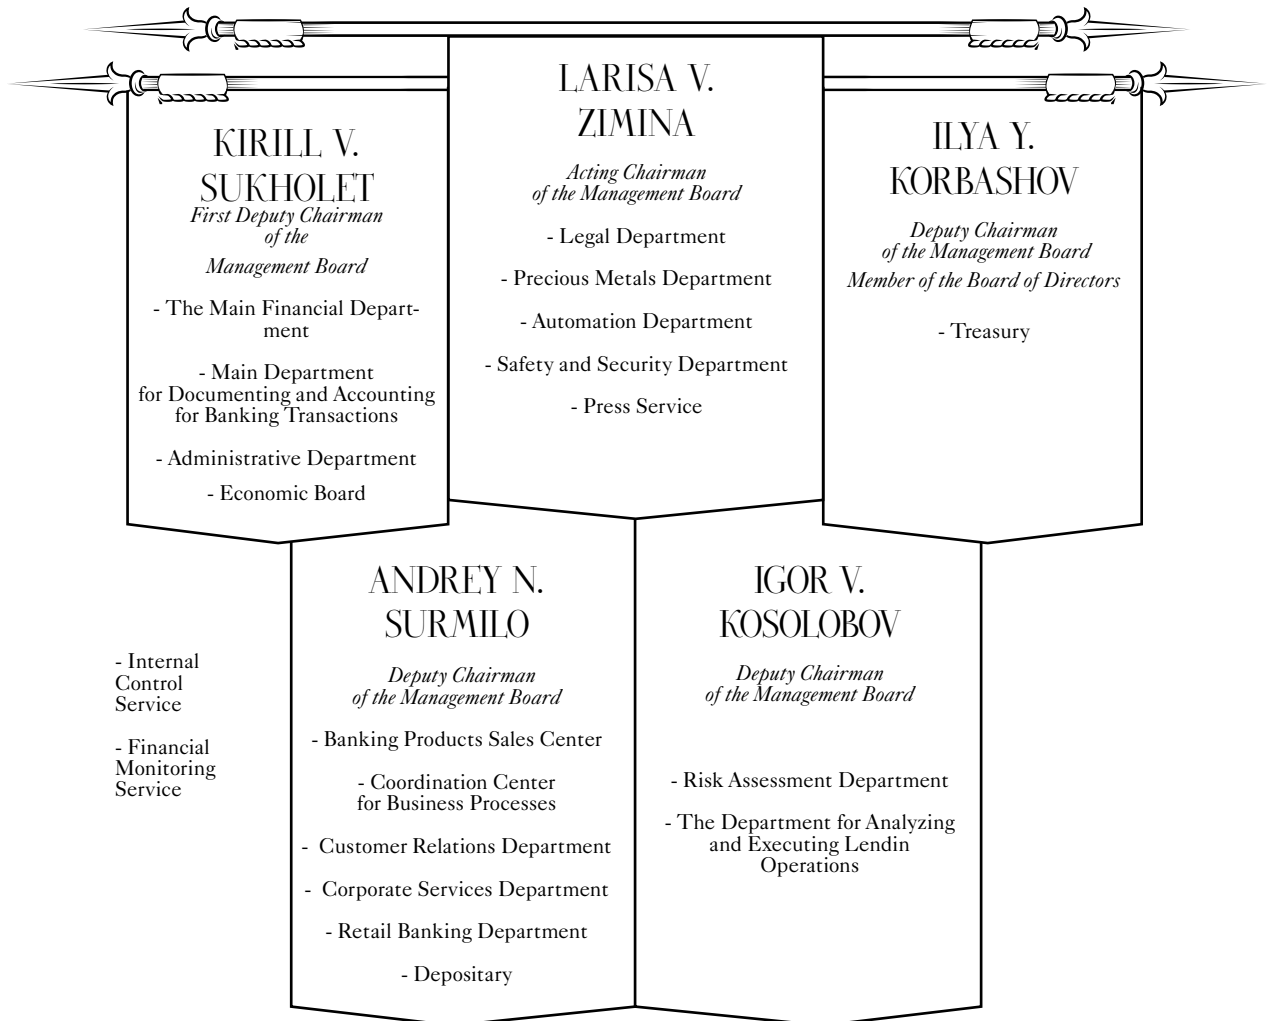 LARISA V.
ZIMINA
Acting Chairman
of the Management Board
- Legal Department
- Precious Metals Department
- Automation Department
- Safety and Security Department
- Press Service
KIRILL V.
SUKHOLET
First Deputy Chairman
of the
Management Board
- The Main Financial Depart-
ment
- Main Department
for Documenting and Accounting
for Banking Transactions
- Administrative Department
- Economic Board
ILYA Y.
KORBASHOV
Deputy Chairman
of the Management Board
Member of the Board of Directors
- Treasury
- Internal
Control
Service
- Financial
Monitoring
Service
ANDREY N.
SURMILO
Deputy Chairman
of the Management Board
- Banking Products Sales Center
- Coordination Center
for Business Processes
- Customer Relations Department
- Corporate Services Department
- Retail Banking Department
- Depositary
IGOR V.
KOSOLOBOV
Deputy Chairman
of the Management Board
- Risk Assessment Department
- The Department for Analyzing
and Executing Lendin
Operations